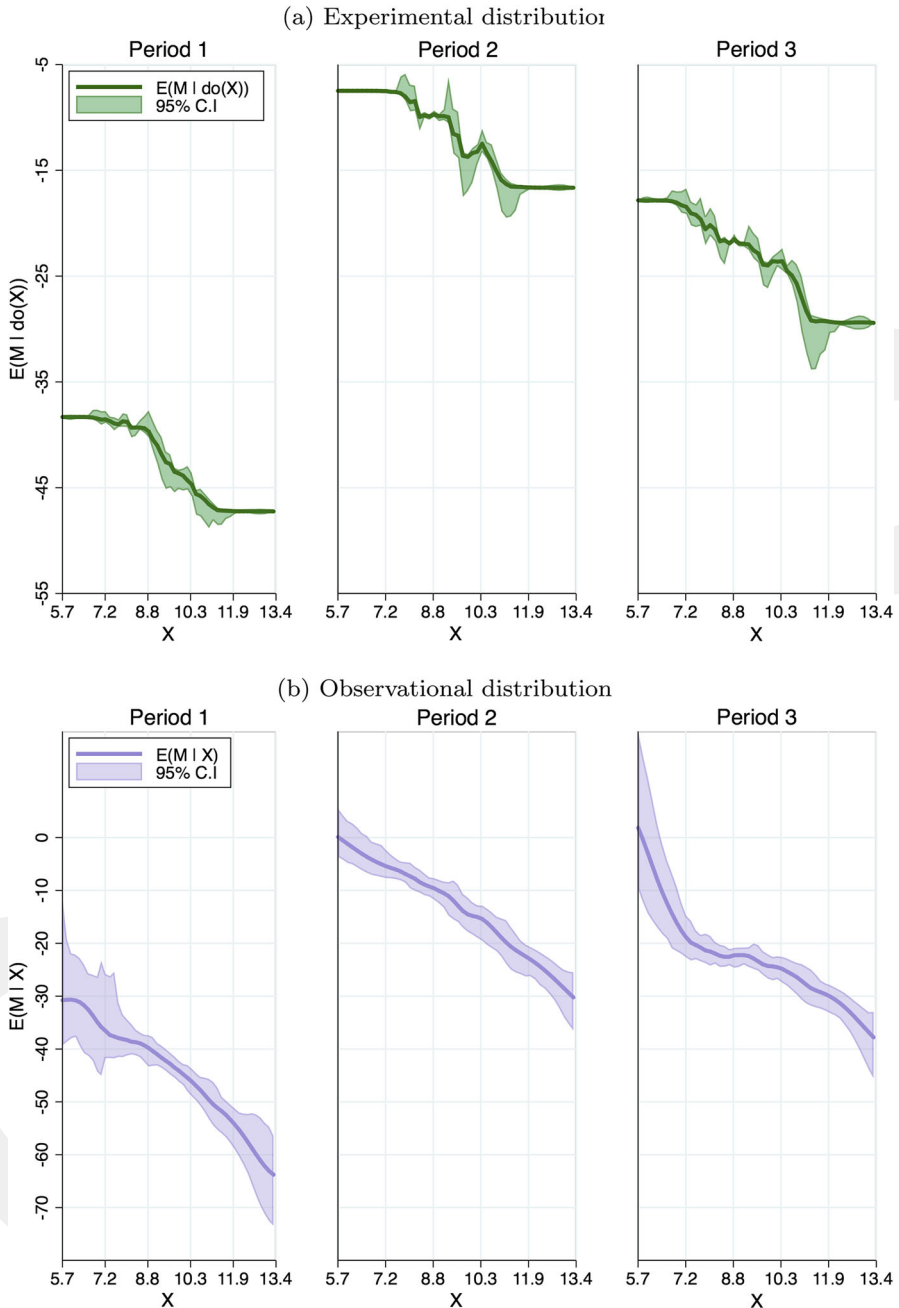 (a) Experimental distribution
Period 1
Period 2
Period 3
E(M | do(X))
95% C.I
E(M | do(X))
-5
-15
-25
-35
-45
-55
5.7 7.2 8.8 10.3 11.9 13.4
5.7 7.2 8.8 10.3 11.9 13.4
5.7 7.2 8.8 10.3 11.9 13.4
X
X
X
(b) Observational distribution
Period 1
Period 2
Period 3
E(M | X)
95% C.I
E(M | X)
0
-10
-20
-30
-40
-50
-60
-70
5.7 7.2 8.8 10.3 11.9 13.4
5.7 7.2 8.8 10.3 11.9 13.4
5.7 7.2 8.8 10.3 11.9 13.4
X
X
X